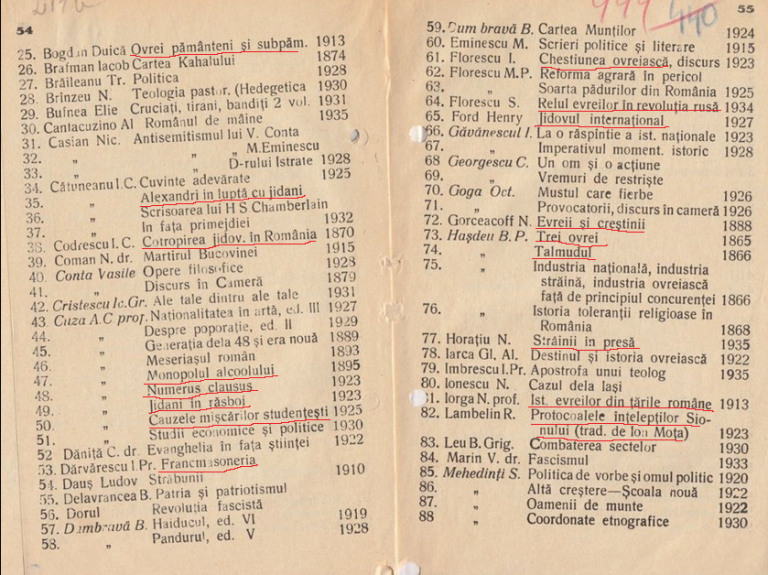 54
25. Bogdan Duică Ovrei pământeni și subpăm. 1913
26. Brafman Iacob Cartea Kahalului 1874
27. Brăileanu Tr. Politica 1928
28. Brînzeu N. Teologia pastor. (Hedegetica 1930
29. Bufnea Elie Cruciați, tirani, bandiți 2 vol. 1931
30. Cantacuzino Al Românul de mâine 1935
31. Casian Nic. Antisemitismul lui V. Conta
32. „ „ „ M.Eminescu
33. „ „ D-rului Istrate 1928
34. Cătuneanu I.C. Cuvinte adevărate 1925
35. „ Alexandri in luptă cu jidani
36. „ Scrisoarea lui H S Chamberlain
37. „ In fața primejdiei 1932
38. Codrescu I. C. Cotropirea jidov. în România 1870
39. Coman N. dr. Martirul Bucovinei 1915
40. Conta Vasile Opere filosofice 1923
41. „ Discurs în Cameră 1879
42. Cristescu Ic.Gr. Ale tale dintru ale tale 1931
43. Cuza A.C prof. Nationalitatea în artă, ed. III 1927
44. „ Despre poporație, ed. II 1929
45. „ Generația dela 48 și era nouă 1889
46. „ Meseriașul român 1893
47. „ Monopolul alcoolului 1895
48. „ Numerus clausus 1923
49. „ Jidani în răsboj 1923
50. „ Cauzele mișcărilor studențești 1925
51. „ Studii economice și politice 1930
52 Dăniță C. dr. Evanghelia în fața științei 1922
53. Dărvărescu I.Pr. Francmasoneria
54. Dauș Ludov Străbunii 1910
55. Delavrancea B. Patria și patriotismul
56. Dorul Revoluția fascistă
57. Dumbravă B. Haiducul, ed. VI 1919
58. „ Pandurul, ed. V 1928
55
440
59. Dum bravă B. Cartea Munților 1924
60. Eminescu M. Scrieri politice și literare 1915
61. Florescu I. Chestiunea ovreiască, discurs 1923
62. Florescu M.P. Reforma agrară în pericol
63. „ Soarta pădurilor din România 1925
64. Florescu S. Relul evreilor în revoluția rusă 1934
65. Ford Henry Jidovul internațional 1927
66. Găvănescul I. La o răspîntie a ist. naționale 1923
67. „ Imperativul moment. istoric 1928
68 Georgescu C. Un om și o acțiune
69. „ Vremuri de restriște
70. Goga Oct. Mustul care fierbe 1926
71. „ Provocatorii, discurs în cameră 1926
72. Gorceacoff N. Evreii și creștinii 1888
73. Hașdeu B. P. Trei ovrei 1865
74. „ Talmudul 1866
75. „ Industria națională, industria
străină, industria ovreiască
față de principiul concurenței 1866
76. „ Istoria toleranții religioase în
România 1868
77. Horațiu N. Străinii in presă 1935
78. Iarca Gl. Al. Destinul și istoria ovreiască 1922
79. Imbrescu I.Pr. Apostrofa unui teolog 1935
80. Ionescu N. Cazul dela Iași
81. Iorga N. prof. Ist. evreilor din țările române 1913
82. Lambelin R. Protocoalele înțelepților Sio-
nului (trad. de Ion Moța) 1923
83. Leu B. Grig. Combaterea sectelor 1930
84. Marin V. dr. Fascismul 1933
85. Mehedinți S. Politica de vorbe și omul politic 1920
86. „ Altă creștere—Școala nouă 1922
87. „ Oamenii de munte 1922
88 „ Coordonate etnografice 1930